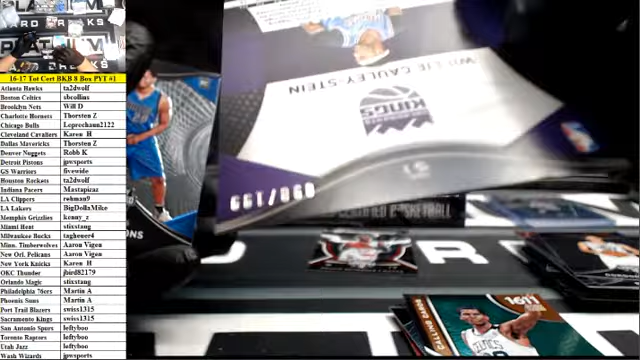 16-17 Tot Cert BKB 8 Box PYT #1
Atlanta Hawks ta2dwolf
Boston Celtics sbcollins
Brooklyn Nets Will D
Charlotte Hornets Thorsten Z
Chicago Bulls Leprechaun2122
Cleveland Cavaliers Karen H
Dallas Mavericks Thorsten Z
Denver Nuggets Robb K
Detroit Pistons jpwsports
GS Warriors fivewide
Houston Rockets ta2dwolf
Indiana Pacers Mastapiraz
LA Clippers rehman9
LA Lakers BigDollaMike
Memphis Grizzlies kenny_z
Miami Heat stixstang
Milwaukee Bucks tagheuer4
Minn. Timberwolves Aaron Vigen
New Orl. Pelicans Aaron Vigen
New York Knicks Karen H
OKC Thunder jbird82179
Orlando Magic stixstang
Philadelphia 76ers Martin A
Phoenix Suns Martin A
Port Trail Blazers swiss1315
Sacramento Kings swiss1315
San Antonio Spurs leftyboo
Toronto Raptors leftyboo
Utah Jazz leftyboo
Wash Wizards jpwsports
WILLIE CAULEY-STEIN
KINGS
BASKETBALL
CELTICS